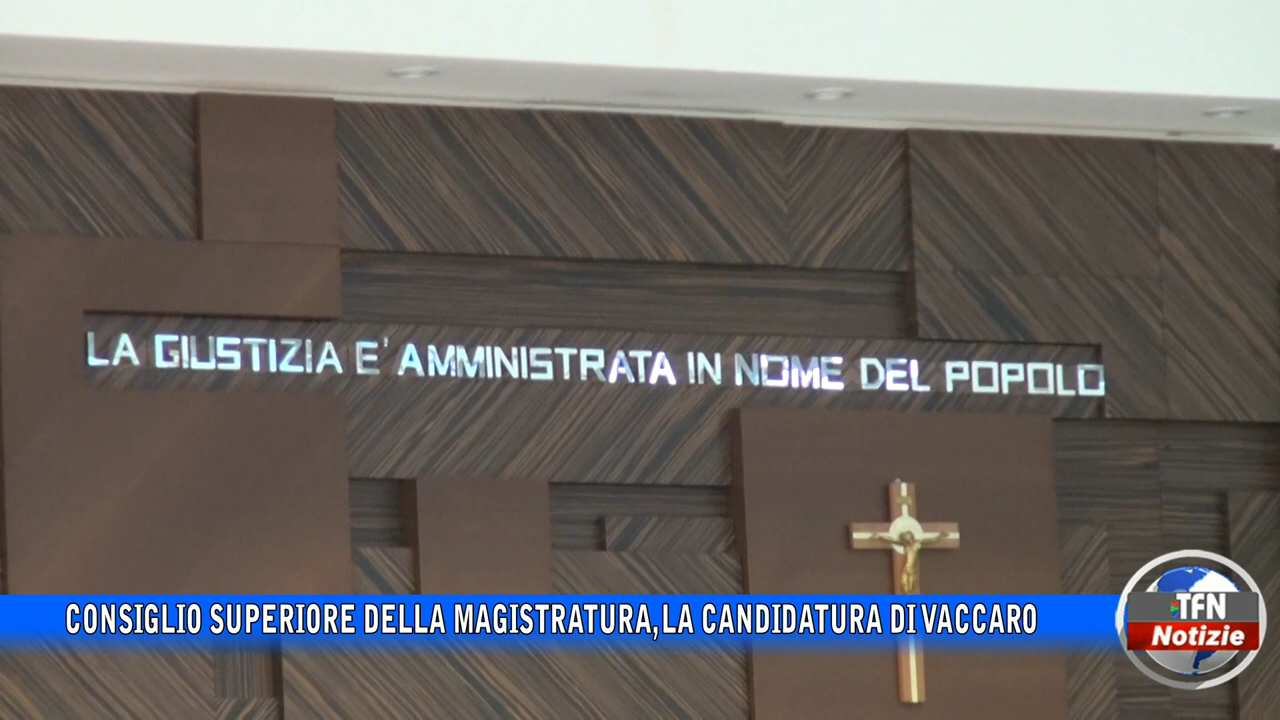 LA GIUSTIZIA E' AMMINISTRATA IN NOME DEL POPOLO
CONSIGLIO SUPERIORE DELLA MAGISTRATURA,LA CANDIDATURA DI VACCARO
TFN
Notizie